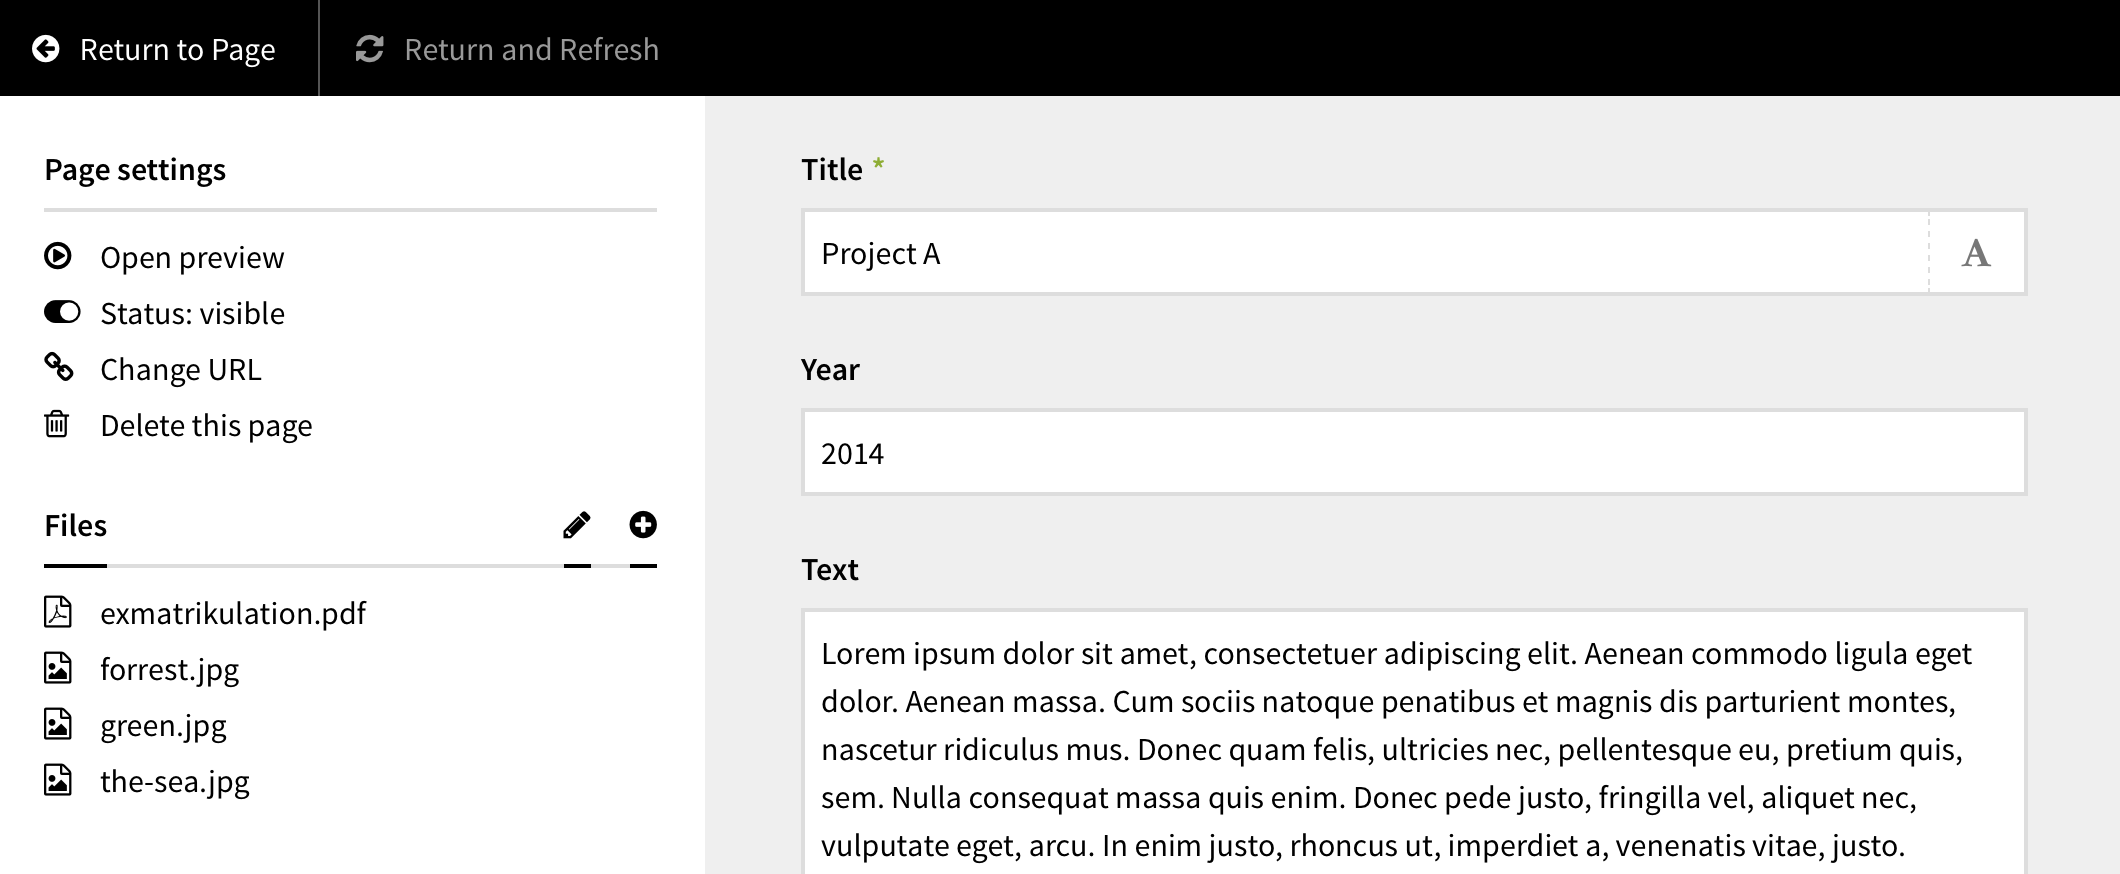 Return to Page
Return and Refresh
Page settings
Open preview
Status: visible
Change URL
Delete this page
Files
exmatrikulation.pdf
forrest.jpg
green.jpg
the-sea.jpg
Title *
Project A
A
Year
2014
Text
Lorem ipsum dolor sit amet, consectetuer adipiscing elit. Aenean commodo ligula eget
dolor. Aenean massa. Cum sociis natoque penatibus et magnis dis parturient montes,
nascetur ridiculus mus. Donec quam felis, ultricies nec, pellentesque eu, pretium quis,
sem. Nulla consequat massa quis enim. Donec pede justo, fringilla vel, aliquet nec,
vulputate eget, arcu. In enim justo, rhoncus ut, imperdiet a, venenatis vitae, justo.